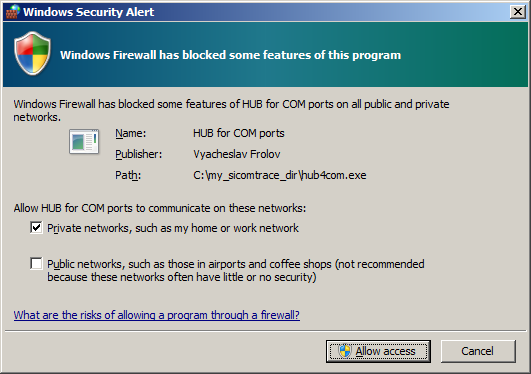 Windows Security Alert
Windows Firewall has blocked some features of this program
Windows Firewall has blocked some features of HUB for COM ports on all public and private
networks.
Name: HUB for COM ports
Publisher: Vyacheslav Frolov
Path: C:\my_sicomtrace_dir\hub4com.exe
Allow HUB for COM ports to communicate on these networks:
Private networks, such as my home or work network
Public networks, such as those in airports and coffee shops (not recommended
because these networks often have little or no security)
What are the risks of allowing a program through a firewall?
Allow access Cancel